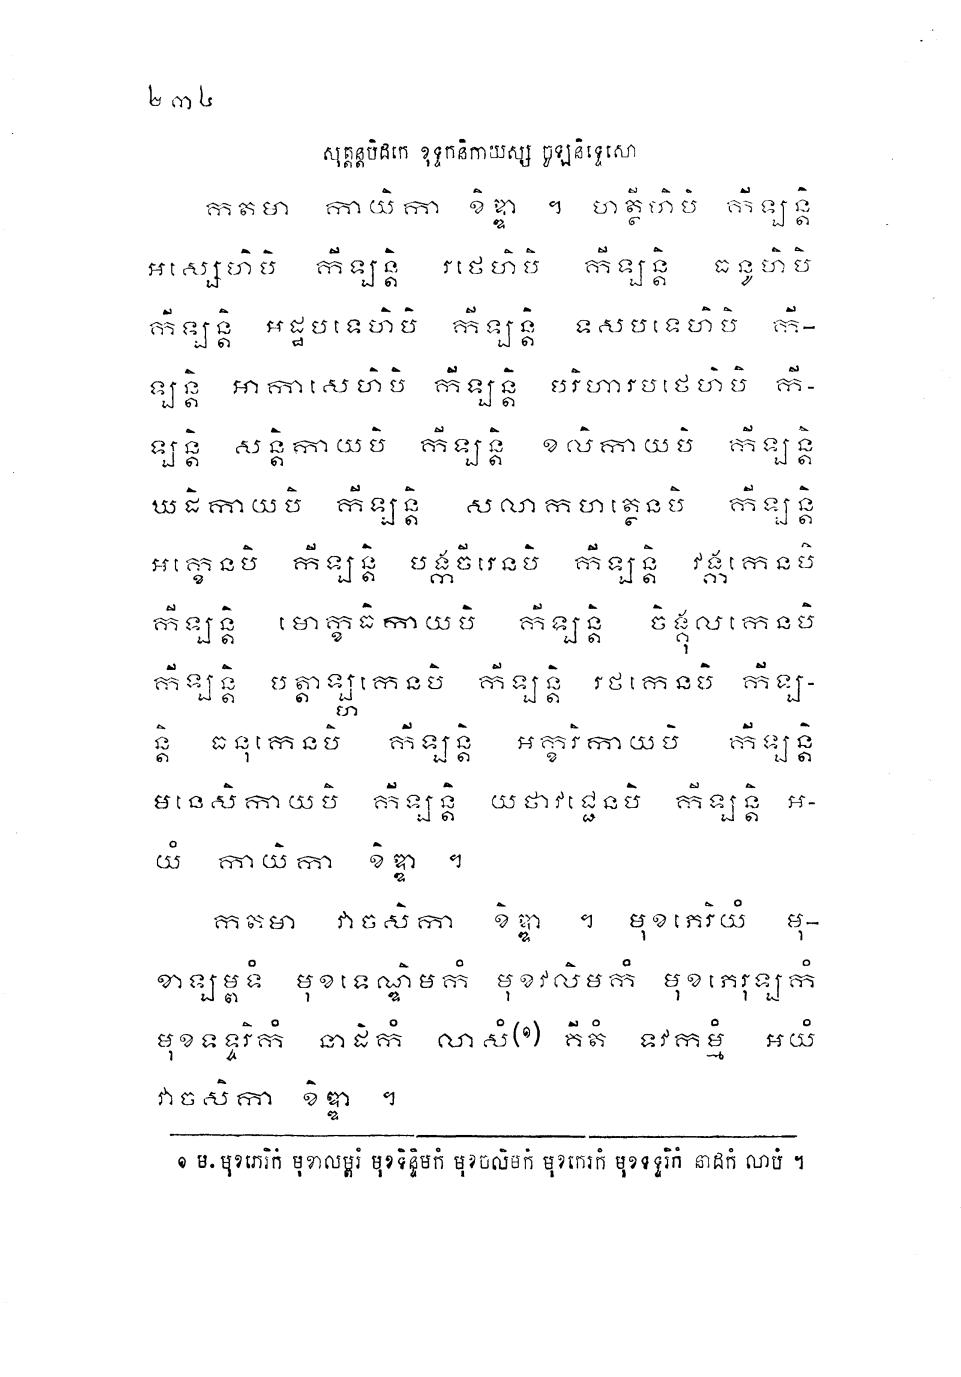 ២៣៤
សុត្តន្តបិដកេ ខុទ្ទកនិកាយស្ស ចូឡនិទ្ទេសោ
កតមា កាយិកា ខិឌ្ឌា ។ ហត្ថីហិបិ កីឡន្តិ
អស្សេហិបិ កីឡន្តិ រថេហិបិ កីឡន្តិ ធនូហិបិ
កីឡន្តិ អដ្ឋបទេហិបិ កីឡន្តិ ទសបទេហិបិ កី-
ឡន្តិ អាកាសេហិបិ កីឡន្តិ បរិហារបថេហិបិ កី-
ឡន្តិ សន្តិកាយបិ កីឡន្តិ ខលិកាយបិ កីឡន្តិ
ឃដិកាយបិ កីឡន្តិ សលាកហត្ថេនបិ កីឡន្តិ
អក្ខេនបិ កីឡន្តិ បង្កចីរេនបិ កីឡន្តិ វង្កកេនបិ
កីឡន្តិ មោក្ខធិកាយបិ កីឡន្តិ ចិង្គុលកេនបិ
កីឡន្តិ បត្តាឡ្ហកេនបិ កីឡន្តិ រថកេនបិ កីឡ-
ន្តិ ធនុកេនបិ កីឡន្តិ អក្ខរិកាយបិ កីឡន្តិ
មនេសិកាយបិ កីឡន្តិ យថាវជ្ជេនបិ កីឡន្តិ អ-
យំ កាយិកា ខិឌ្ឌា ។
កតមា វាចសិកា ខិឌ្ឌា ។ មុខភេរិយំ មុ-
ខាឡម្ពទំ មុខទេណ្ឌិមកំ មុខវលិមកំ មុខភេរុឡកំ
មុខទទ្ទរិកំ នាដិកំ លាសំ(១) គីតំ ទវកម្មំ អយំ
វាចសិកា ខិឌ្ឌា ។
១ ម. មុខភេរិកំ មុខាលម្ពរំ មុខទិន្ទិមកំ មុខចលិមកំ មុខកេរកំ មុខទទ្ទរិកំ នាដកំ លាបំ ។